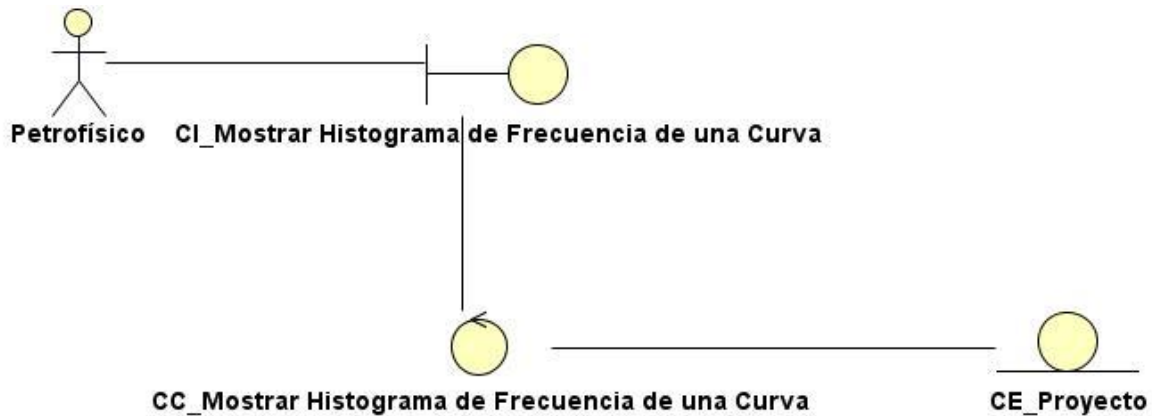 Petrofísico
CI_Mostrar Histograma de Frecuencia de una Curva
CC_Mostrar Histograma de Frecuencia de una Curva
CE_Proyecto